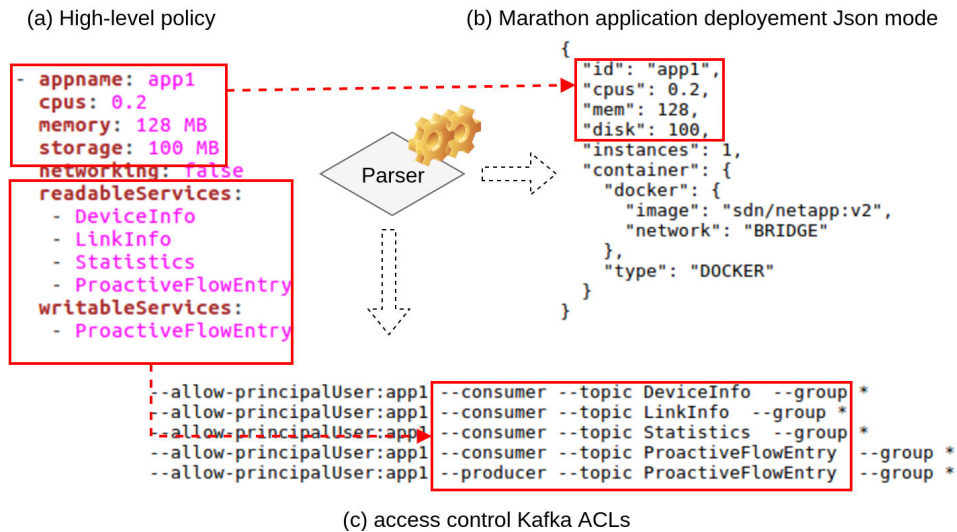 (a) High-level policy
- appname: app1
cpus: 0.2
memory: 128 MB
storage: 100 MB
networking: false
readableServices:
- DeviceInfo
- LinkInfo
- Statistics
- ProactiveFlowEntry
writableServices:
- ProactiveFlowEntry
Parser
(b) Marathon application deployement Json mode
{
"id": "app1",
"cpus": 0.2,
"mem": 128,
"disk": 100,
"instances": 1,
"container": {
"docker": {
"image": "sdn/netapp:v2",
"network": "BRIDGE"
},
"type": "DOCKER"
}
}
--allow-principalUser:app1 --consumer --topic DeviceInfo --group *
--allow-principalUser:app1 --consumer --topic LinkInfo --group *
--allow-principalUser:app1 --consumer --topic Statistics --group *
--allow-principalUser:app1 --consumer --topic ProactiveFlowEntry --group *
--allow-principalUser:app1 --producer --topic ProactiveFlowEntry --group *
(c) access control Kafka ACLs